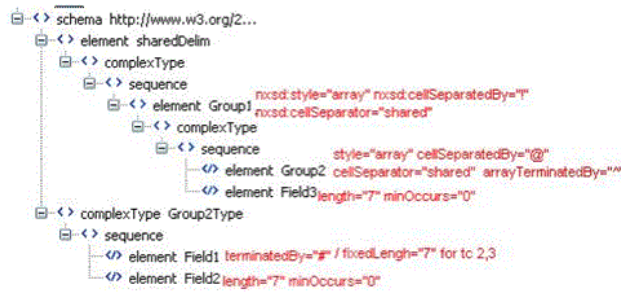 schema http://www.w3.org/2...
element sharedDelim
complexType
sequence
element Group1 nxsd:style="array" nxsd:cellSeparatedBy="!"
nxsd:cellSeparator="shared"
complexType
sequence style="array" cellSeparatedBy="@"
element Group2 cellSeparator="shared" arrayTerminatedBy="^"
element Field3 length="7" minOccurs="0"
complexType Group2Type
sequence
element Field1 terminatedBy="#" / fixedLengh="7" for tc 2,3
element Field2 length="7" minOccurs="0"